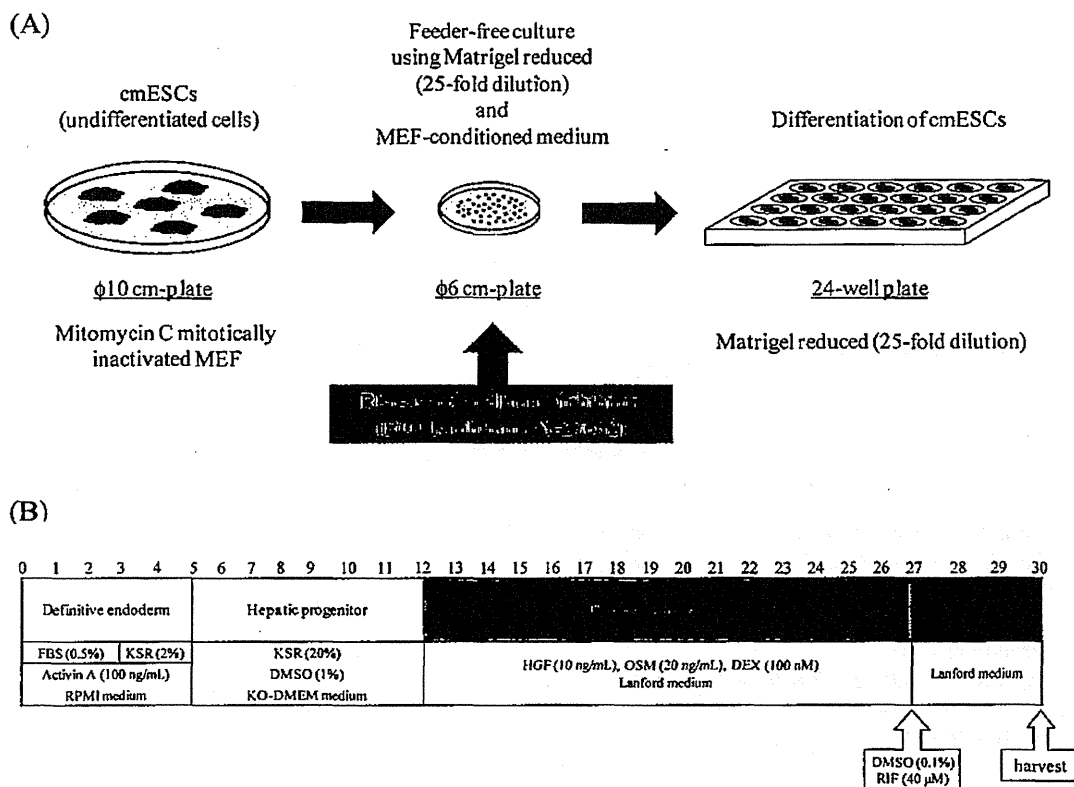 (A)
cmESCs
(undifferentiated cells)
Feeder-free culture
using Matrigel reduced
(25-fold dilution)
and
MEF-conditioned medium
Differentiation of cmESCs
ϕ10 cm-plate
ϕ6 cm-plate
24-well plate
Mitomycin C mitotically
inactivated MEF
Matrigel reduced (25-fold dilution)
(B)
0 1 2 3 4 5 6 7 8 9 10 11 12 13 14 15 16 17 18 19 20 21 22 23 24 25 26 27 28 29 30
Definitive endoderm
Hepatic progenitor
FBS (0.5%)
KSR (2%)
Activin A (100 ng/mL)
RPMI medium
KSR (20%)
DMSO (1%)
KO-DMEM medium
HGF (10 ng/mL), OSM (20 ng/mL), DEX (100 nM)
Lanford medium
Lanford medium
DMSO (0.1%)
RIF (40 μM)
harvest